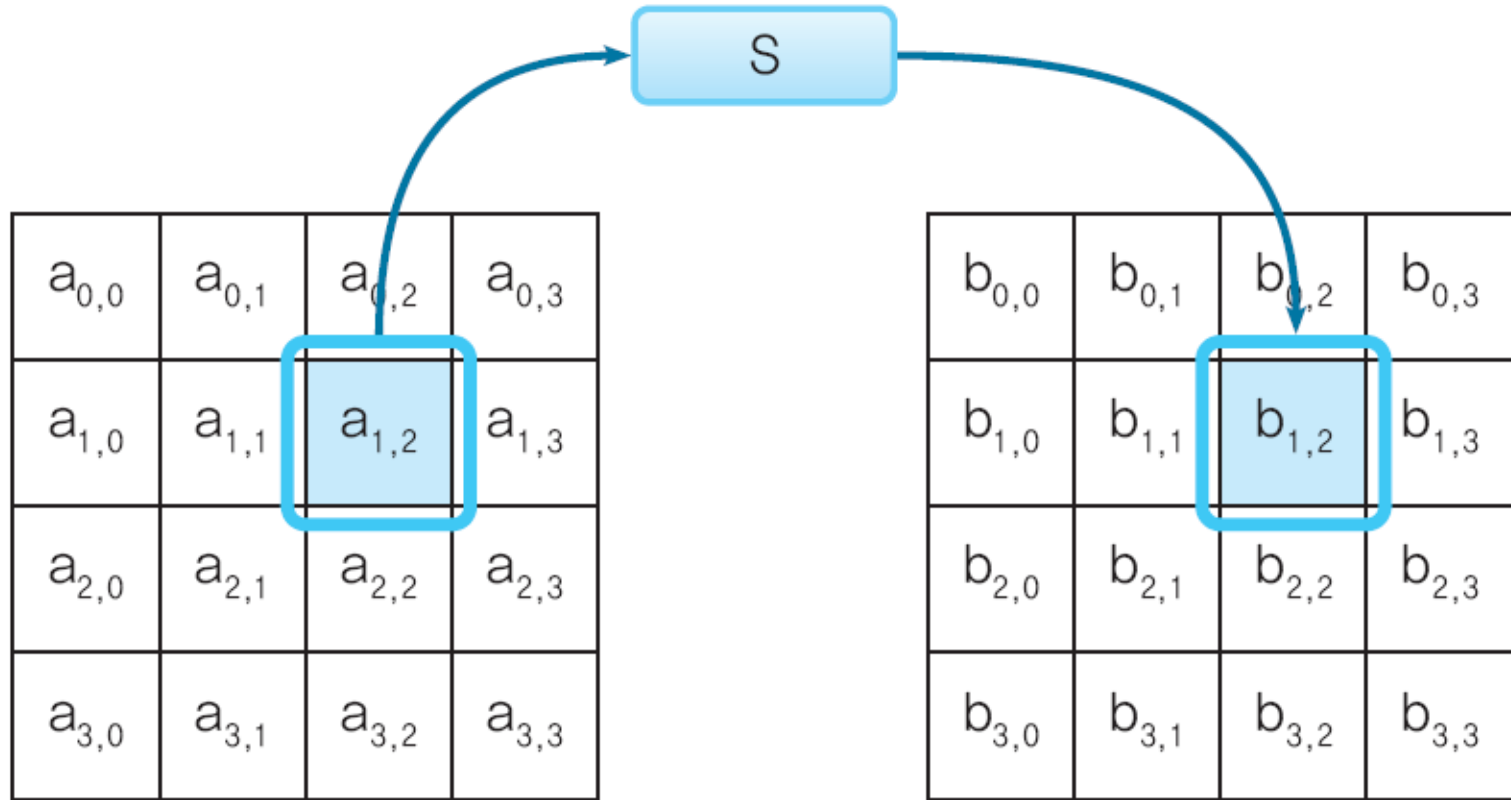 S
a0,0 a0,1 a0,2 a0,3 b0,0 b0,1 b0,2 b0,3
a1,0 a1,1 a1,2 a1,3 b1,0 b1,1 b1,2 b1,3
a2,0 a2,1 a2,2 a2,3 b2,0 b2,1 b2,2 b2,3
a3,0 a3,1 a3,2 a3,3 b3,0 b3,1 b3,2 b3,3